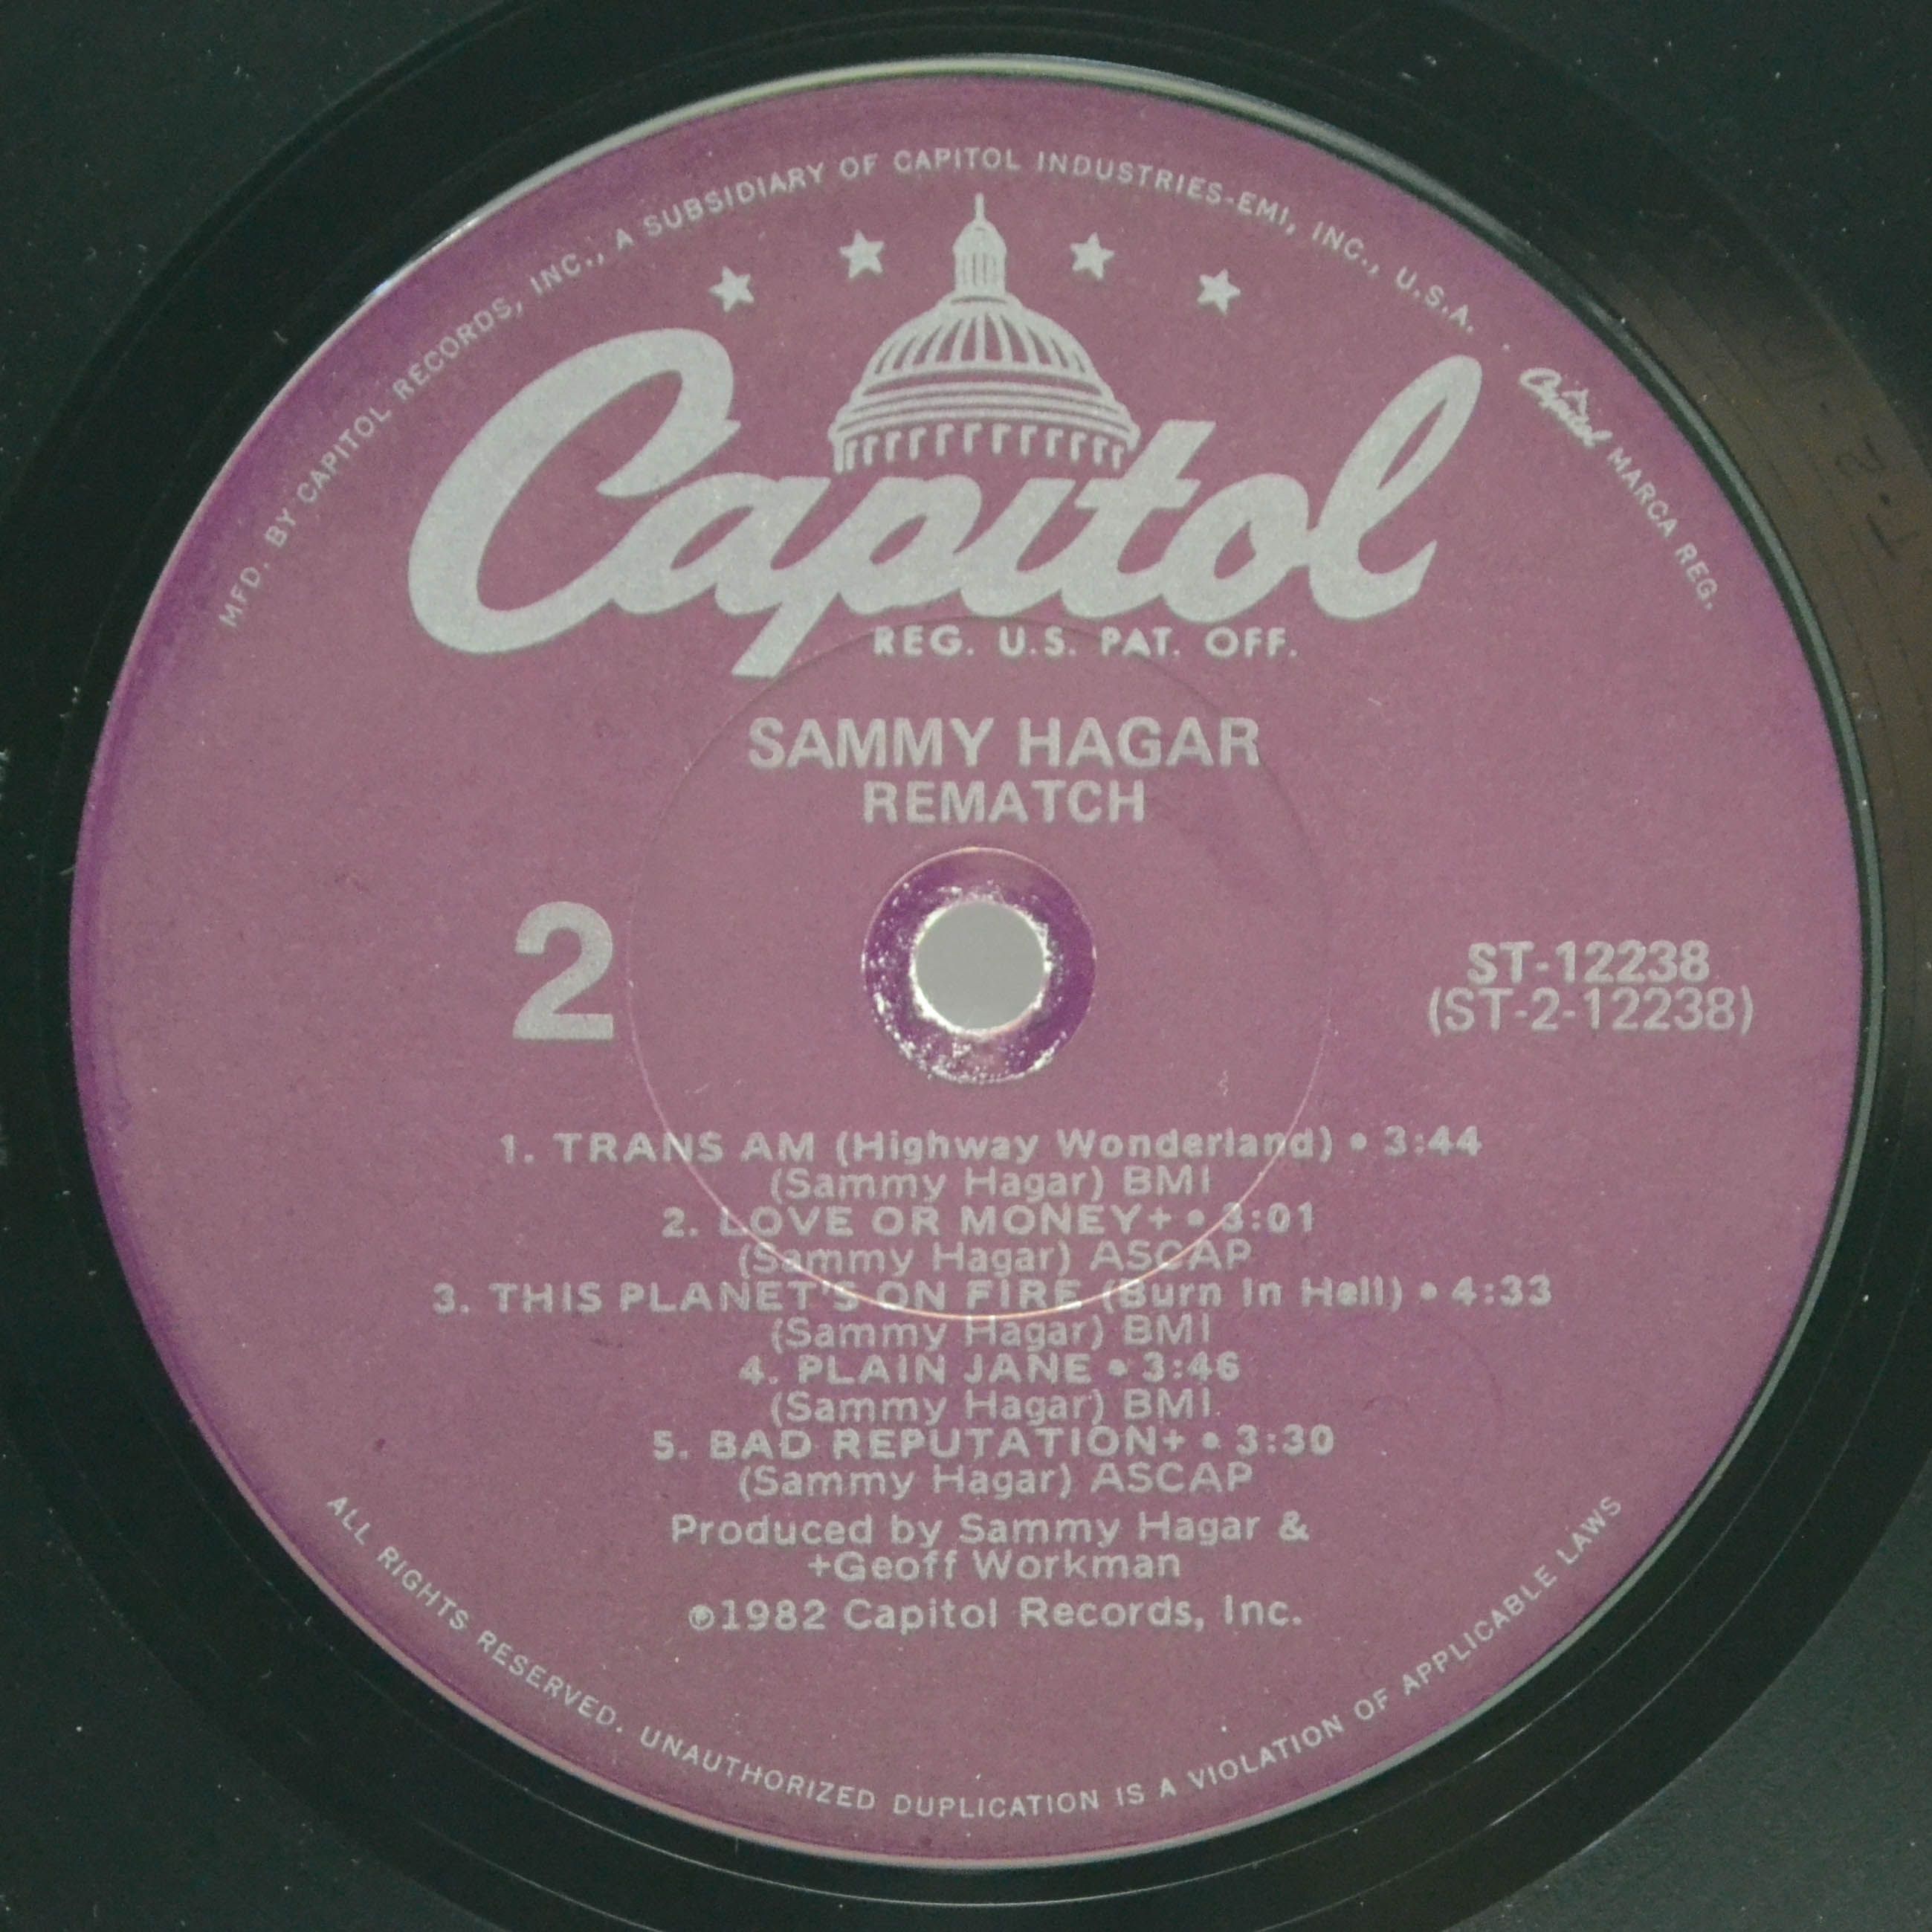 MFD. BY CAPITOL RECORDS, INC., A SUBSIDIARY OF CAPITOL INDUSTRIES-EMI, INC., U.S.A. · Capitol MARCA REG.
Capitol
REG. U.S. PAT. OFF.
SAMMY HAGAR
REMATCH
2
ST-12238
(ST-2-12238)
1. TRANS AM (Highway Wonderland) • 3:44
(Sammy Hagar) BMI
2. LOVE OR MONEY+ • 3:01
(Sammy Hagar) ASCAP
3. THIS PLANET'S ON FIRE (Burn In Hell) • 4:33
(Sammy Hagar) BMI
4. PLAIN JANE • 3:46
(Sammy Hagar) BMI
5. BAD REPUTATION+ • 3:30
(Sammy Hagar) ASCAP
Produced by Sammy Hagar &
+Geoff Workman
℗1982 Capitol Records, Inc.
ALL RIGHTS RESERVED. UNAUTHORIZED DUPLICATION IS A VIOLATION OF APPLICABLE LAWS